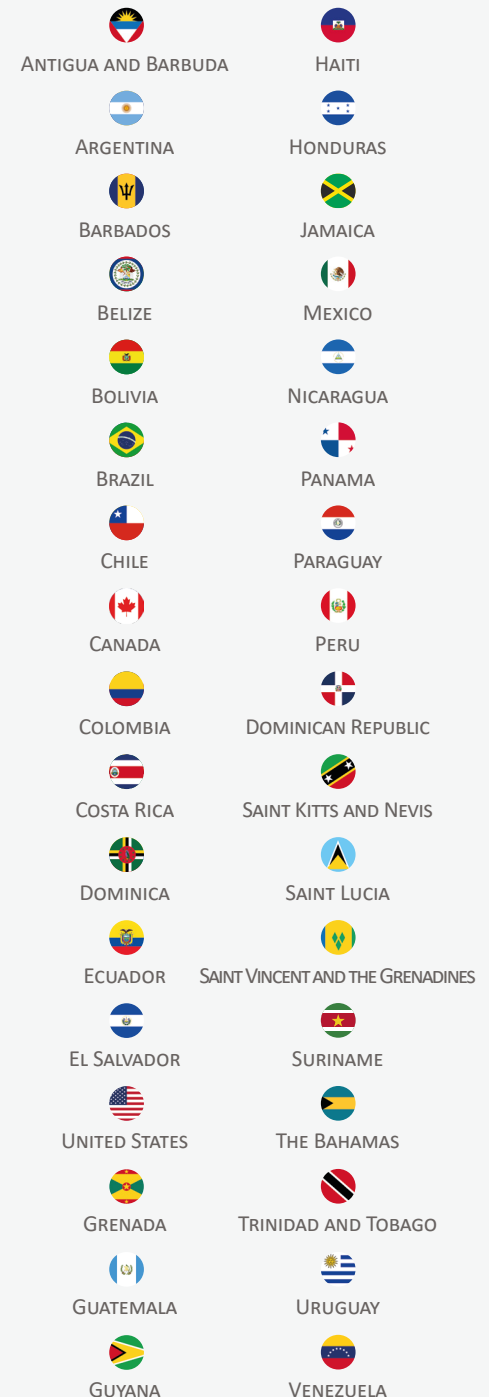 Antigua and Barbuda
Haiti
Argentina
Honduras
Barbados
Jamaica
Belize
Mexico
Bolivia
Nicaragua
Brazil
Panama
Chile
Paraguay
Canada
Peru
Colombia
Dominican Republic
Costa Rica
Saint Kitts and Nevis
Dominica
Saint Lucia
Ecuador
Saint Vincent and the Grenadines
El Salvador
Suriname
United States
The Bahamas
Grenada
Trinidad and Tobago
Guatemala
Uruguay
Guyana
Venezuela